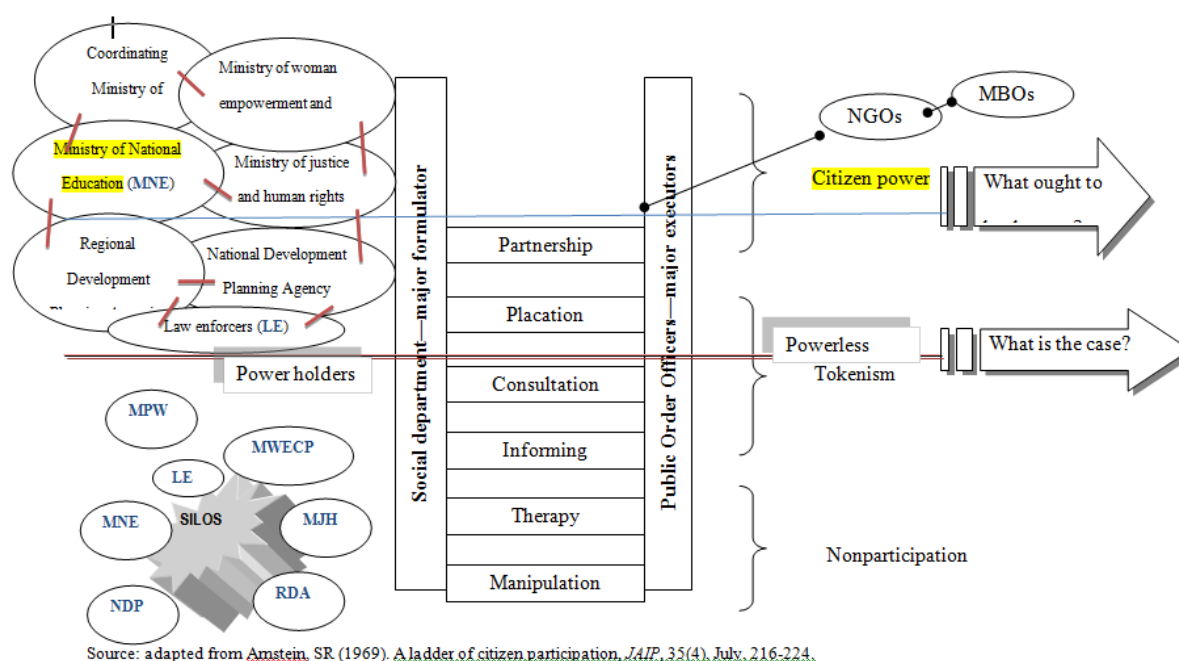 Coordinating
Ministry of
Ministry of woman
empowerment and
Ministry of National
Education (MNE)
Ministry of justice
and human rights
Regional
Development
National Development
Planning Agency
Law enforcers (LE)
Power holders
MPW
MWECP
LE
MNE
SILOS
MJH
NDP
RDA
Social department—major formulator
Partnership
Placation
Consultation
Informing
Therapy
Manipulation
Public Order Officers—major executors
NGOs
MBOs
Citizen power
What ought to
Powerless
Tokenism
What is the case?
Nonparticipation
Source: adapted from Arnstein, SR (1969). A ladder of citizen participation, JAIP, 35(4), July, 216-224.